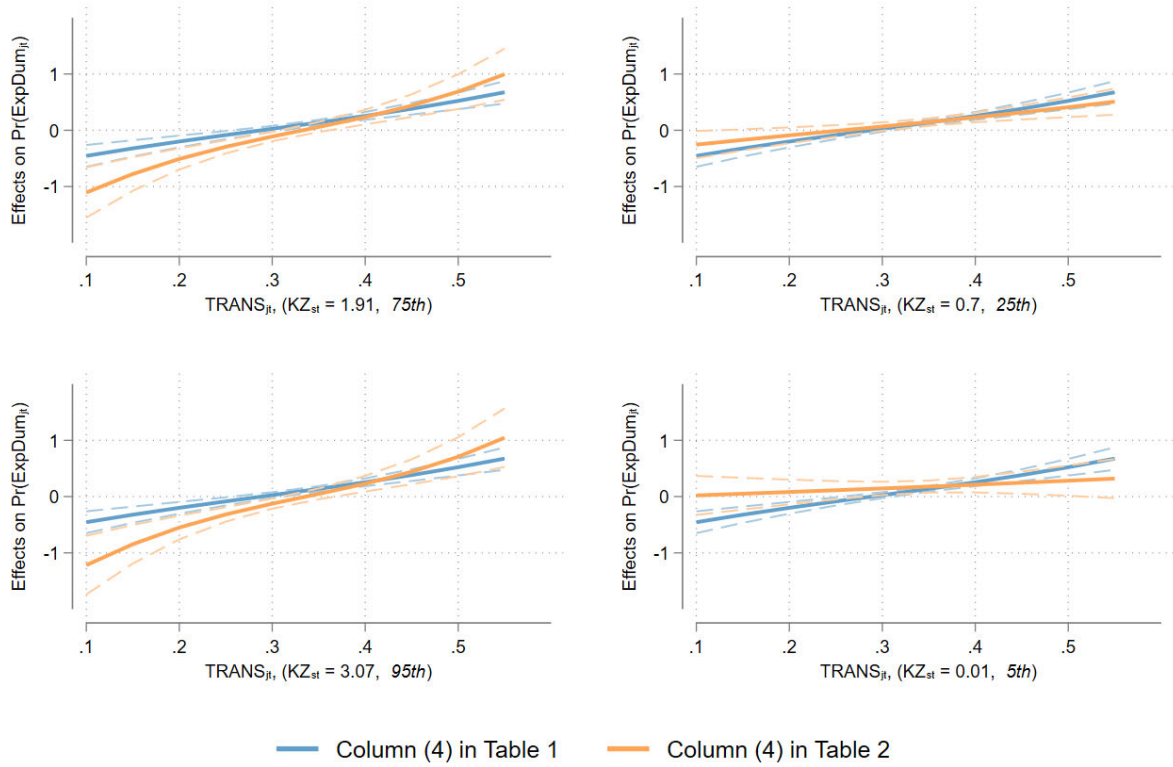 Effects on Pr(ExpDumjt)
1
0
-1
.1 .2 .3 .4 .5
TRANSjt, (KZst = 1.91, 75th)
Effects on Pr(ExpDumjt)
1
0
-1
.1 .2 .3 .4 .5
TRANSjt, (KZst = 0.7, 25th)
Effects on Pr(ExpDumjt)
1
0
-1
.1 .2 .3 .4 .5
TRANSjt, (KZst = 3.07, 95th)
Effects on Pr(ExpDumjt)
1
0
-1
.1 .2 .3 .4 .5
TRANSjt, (KZst = 0.01, 5th)
Column (4) in Table 1 Column (4) in Table 2